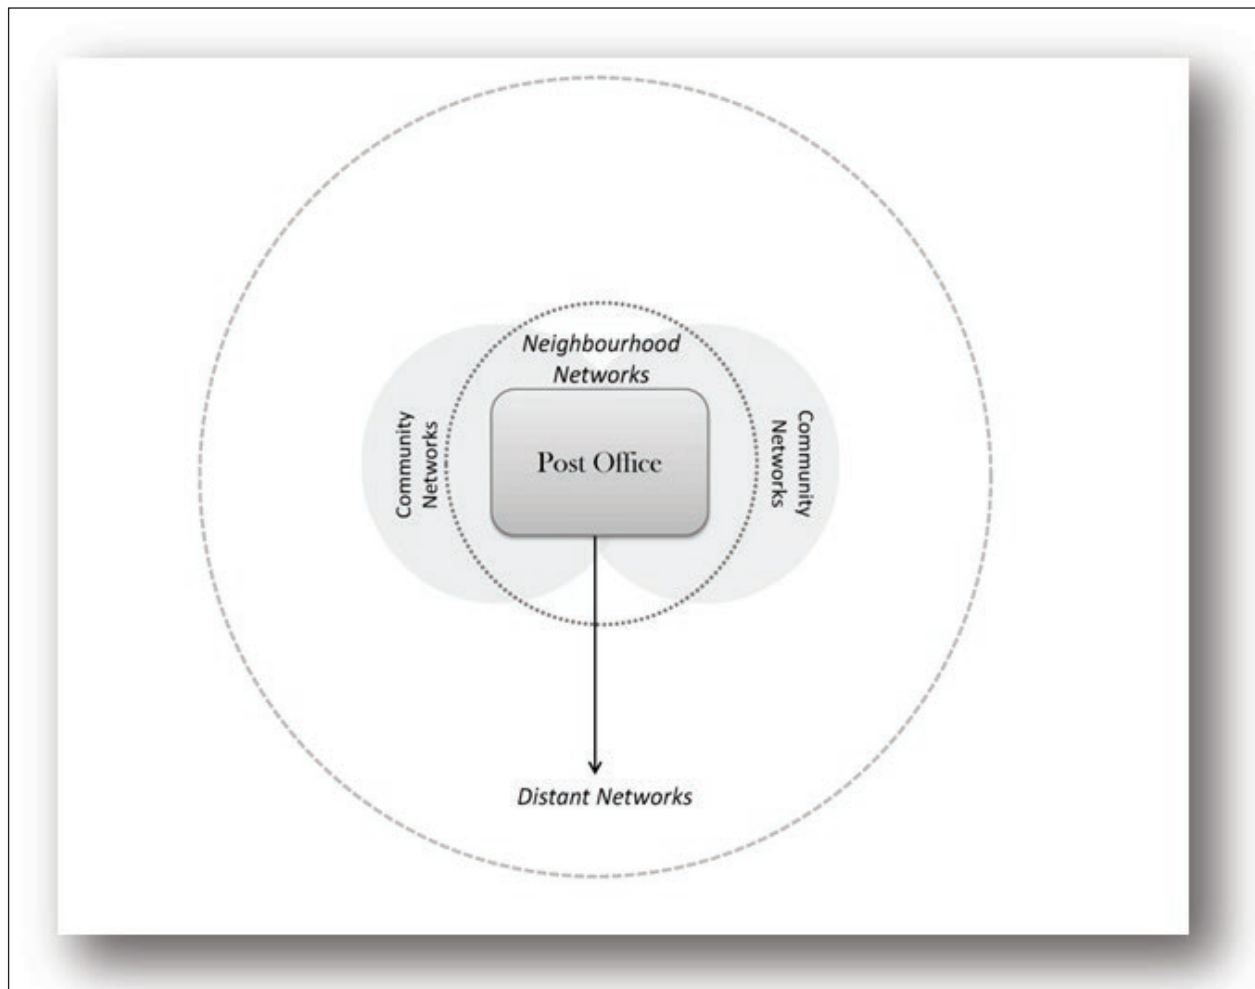 Neighbourhood
Networks
Community
Networks
Post Office
Community
Networks
Distant Networks